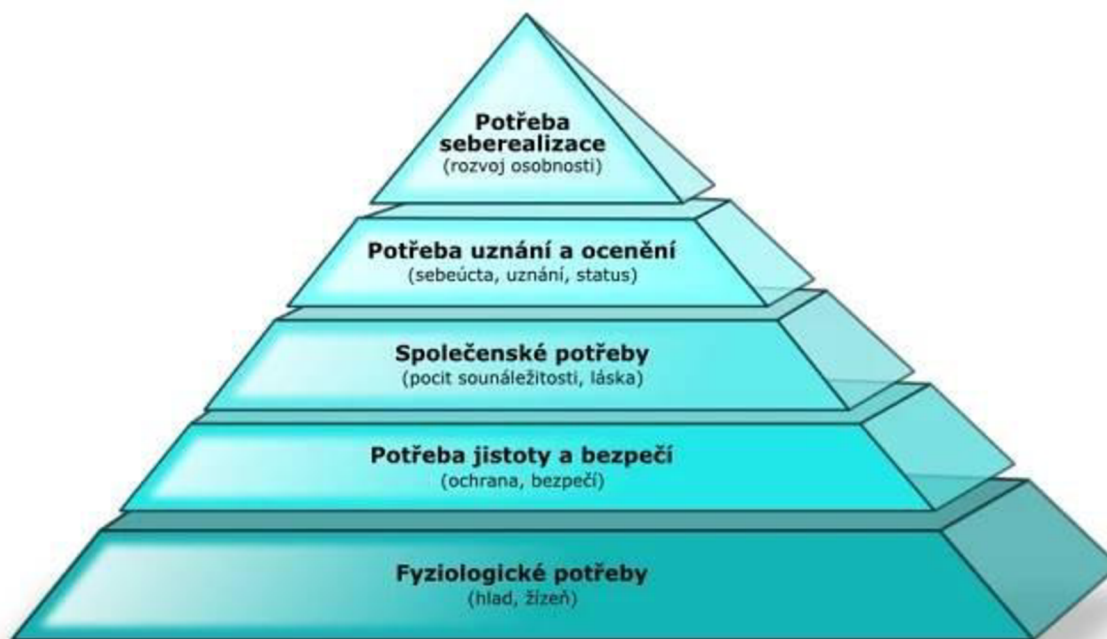 Potřeba
seberealizace
(rozvoj osobnosti)
Potřeba uznání a ocenění
(sebeúcta, uznání, status)
Společenské potřeby
(pocit sounáležitosti, láska)
Potřeba jistoty a bezpečí
(ochrana, bezpečí)
Fyziologické potřeby
(hlad, žízeň)